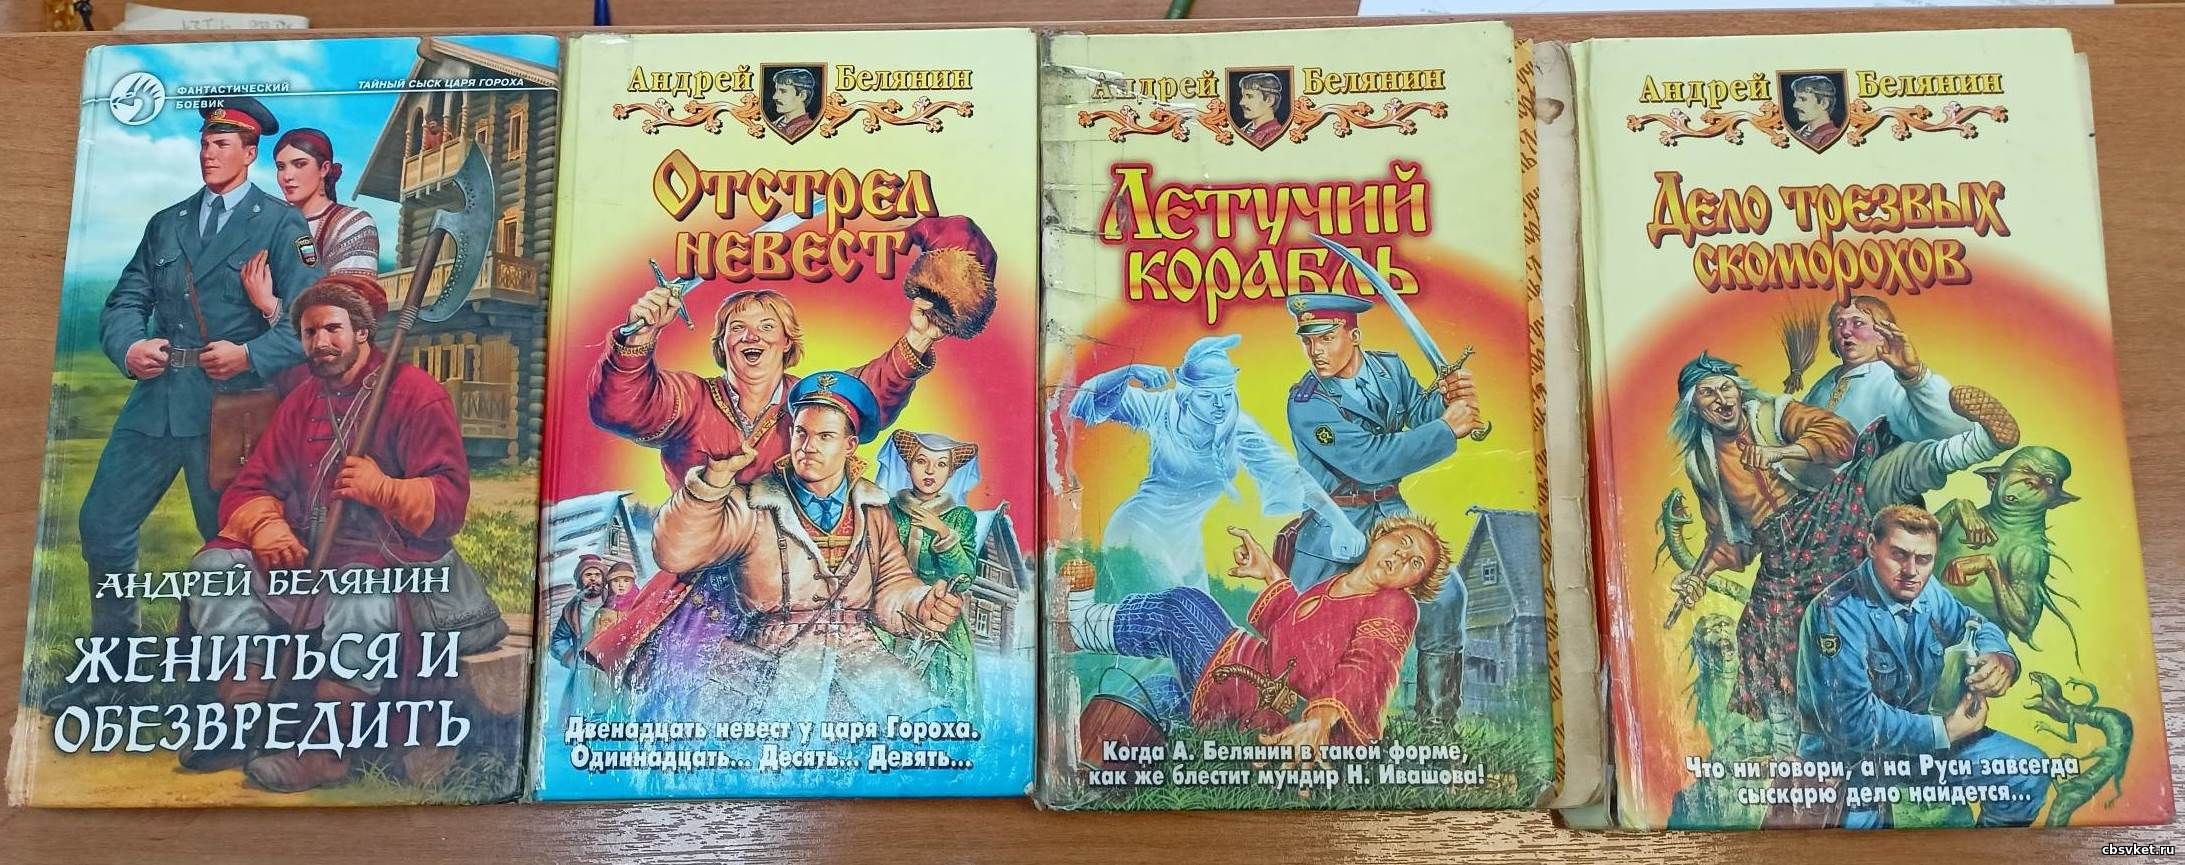 ФАНТАСТИЧЕСКИЙ
БОЕВИК
ТАЙНЫЙ СЫСК ЦАРЯ ГОРОХА
АНДРЕЙ БЕЛЯНИН
ЖЕНИТЬСЯ И
ОБЕЗВРЕДИТЬ
Андрей Белянин
Отстрел
невест
Двенадцать невест у царя Гороха.
Одиннадцать... Десять... Девять...
Андрей Белянин
Летучий
корабль
Когда А. Белянин в такой форме,
как же блестит мундир Н. Ивашова!
Андрей Белянин
Дело трезвых
скоморохов
Что ни говори, а на Руси завсегда
сыскарю дело найдется...
cbsvket.ru